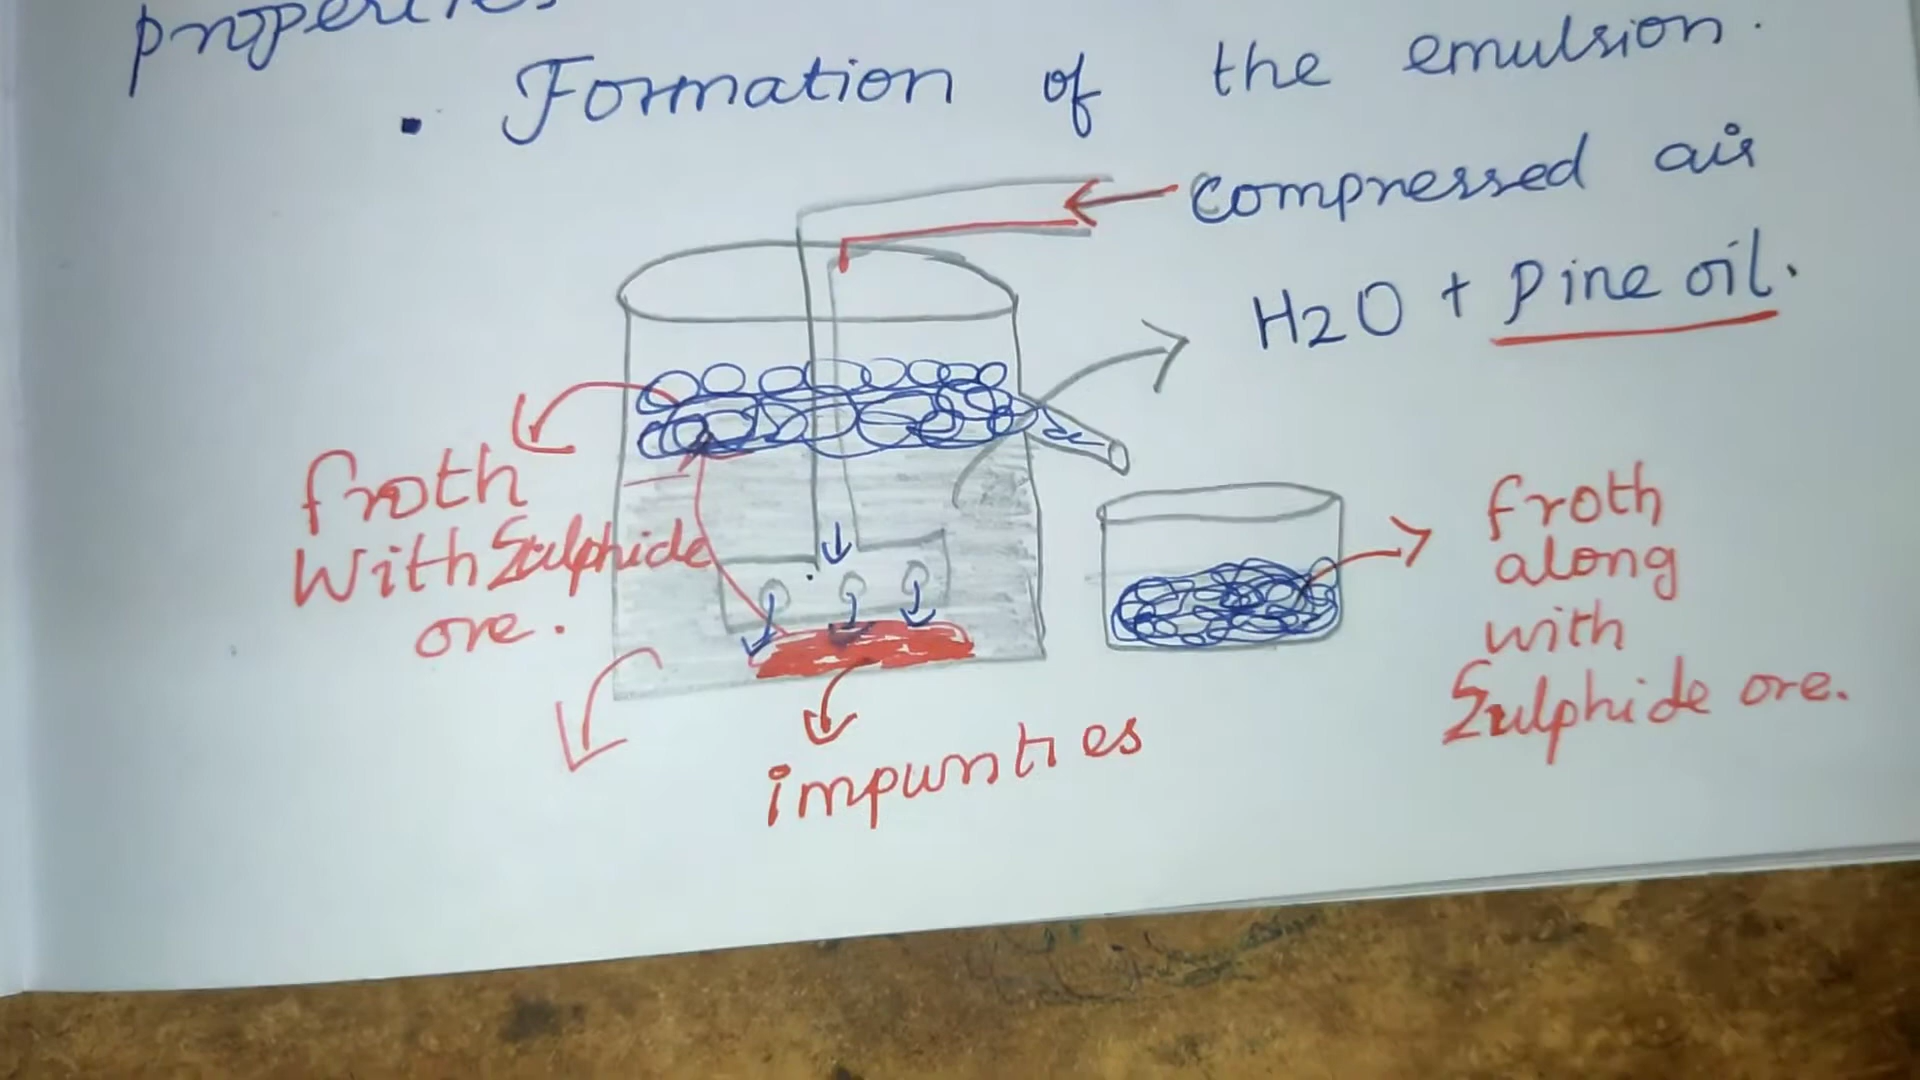 properties
• Formation of the emulsion.
compressed air
H2O + pine oil.
froth
With Sulphide
ore.
froth
along
with
Sulphide ore.
impurities